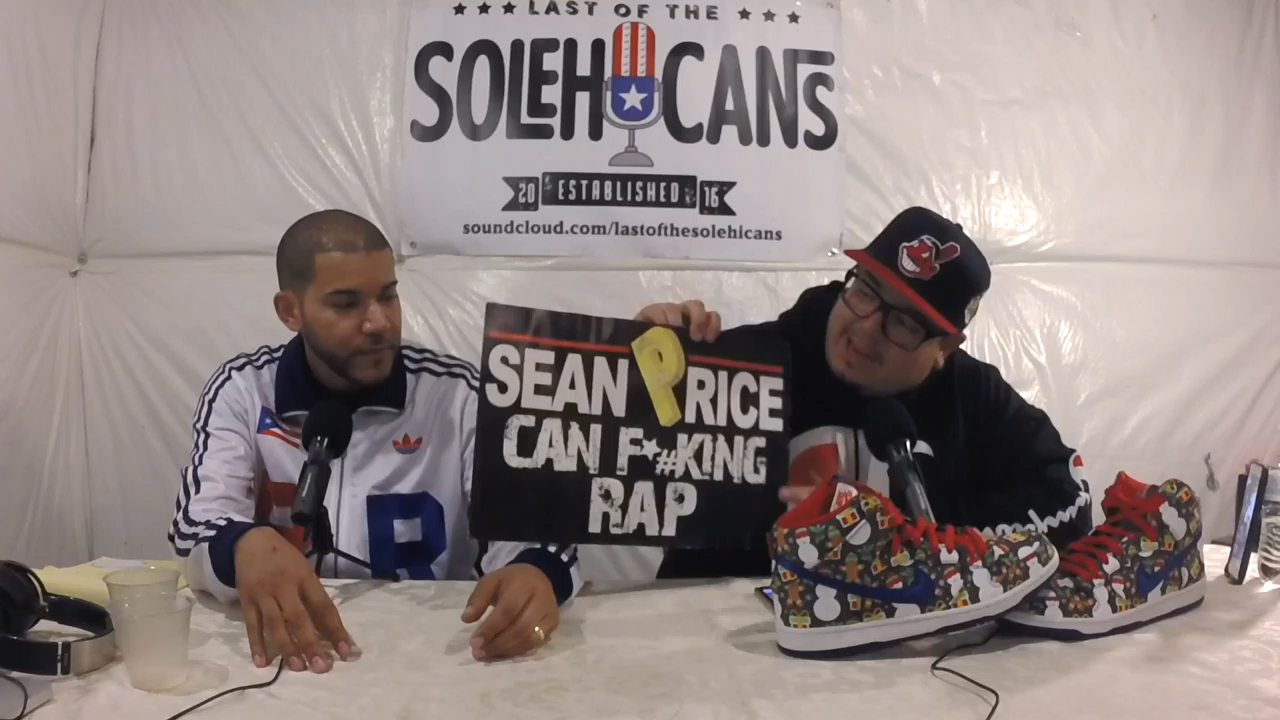 ★★★ LAST OF THE ★★★
SOLEHICANS
20 ESTABLISHED 16
soundcloud.com/lastofthesolehicans
SEAN PRICE
CAN F*#KING
RAP
R